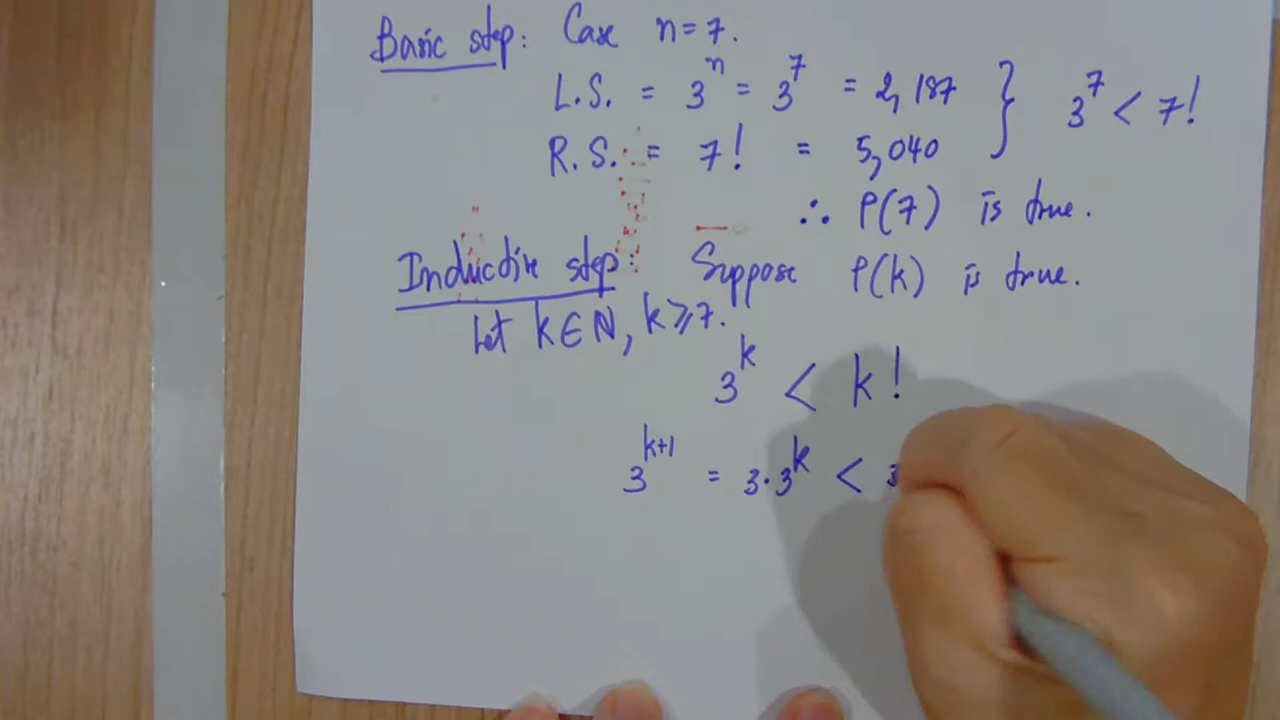 Basic step: Case n=7.
L.S. = 3^n = 3^7 = 2,187 } 3^7 < 7!
R.S. = 7! = 5,040
∴ P(7) is true.
Inductive step: Suppose P(k) is true.
Let k∈ℕ, k⩾7.
3^k < k!
3^{k+1} = 3·3^k < 3